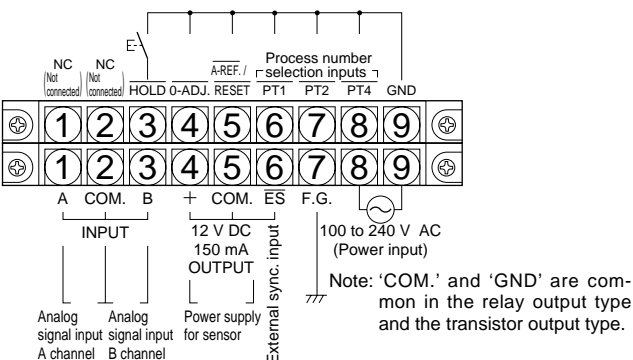 NC
(Not connected)
NC
(Not connected)
HOLD
0-ADJ.
A-REF. /
RESET
Process number
selection inputs
PT1
PT2
PT4
GND
1 2 3 4 5 6 7 8 9
1 2 3 4 5 6 7 8 9
A
COM.
B
+
COM.
ES
F.G.
INPUT
12 V DC
150 mA
OUTPUT
External sync. input
100 to 240 V AC
(Power input)
Analog
signal input
A channel
Analog
signal input
B channel
Power supply
for sensor
Note: ‘COM.’ and ‘GND’ are com-
mon in the relay output type
and the transistor output type.